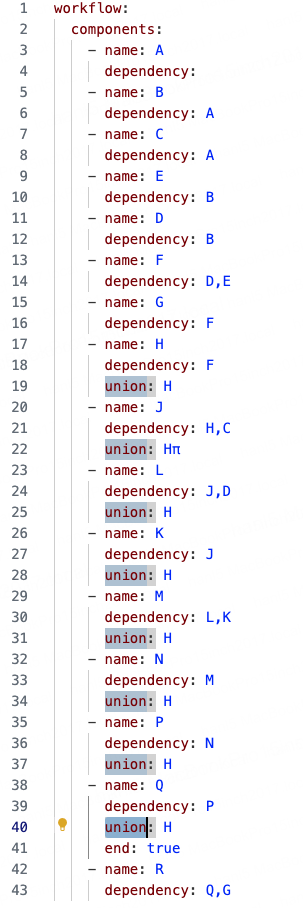 1 workflow:
2 components:
3 - name: A
4 dependency:
5 - name: B
6 dependency: A
7 - name: C
8 dependency: A
9 - name: E
10 dependency: B
11 - name: D
12 dependency: B
13 - name: F
14 dependency: D,E
15 - name: G
16 dependency: F
17 - name: H
18 dependency: F
19 union: H
20 - name: J
21 dependency: H,C
22 union: Hπ
23 - name: L
24 dependency: J,D
25 union: H
26 - name: K
27 dependency: J
28 union: H
29 - name: M
30 dependency: L,K
31 union: H
32 - name: N
33 dependency: M
34 union: H
35 - name: P
36 dependency: N
37 union: H
38 - name: Q
39 dependency: P
40 union: H
41 end: true
42 - name: R
43 dependency: Q,G